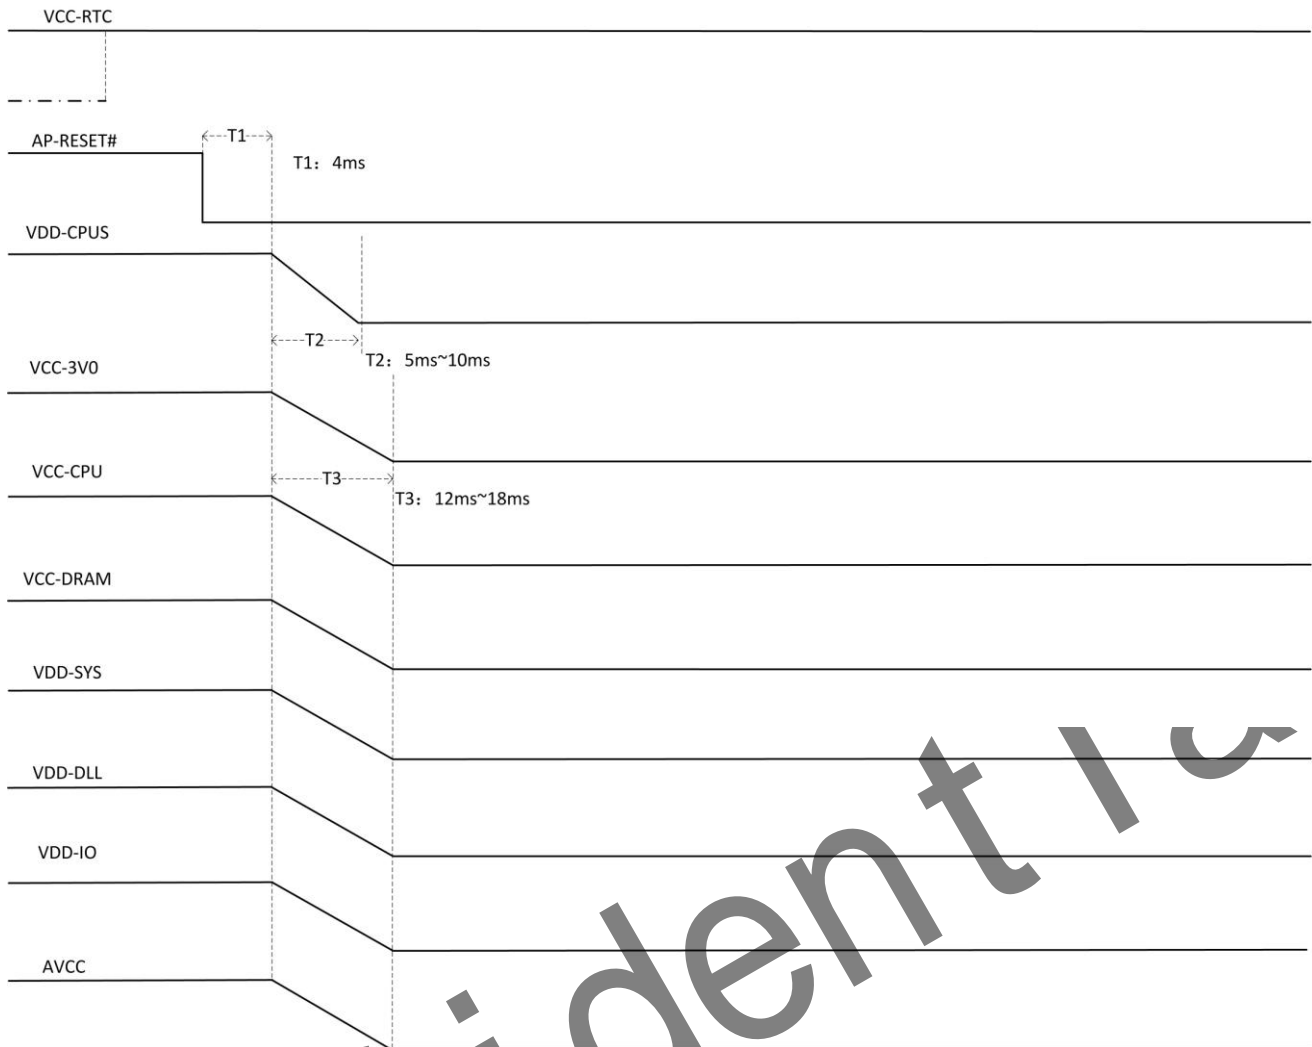 VCC-RTC
AP-RESET#
T1
T1: 4ms
VDD-CPUS
T2
T2: 5ms~10ms
VCC-3V0
VCC-CPU
T3
T3: 12ms~18ms
VCC-DRAM
VDD-SYS
VDD-DLL
VDD-IO
AVCC